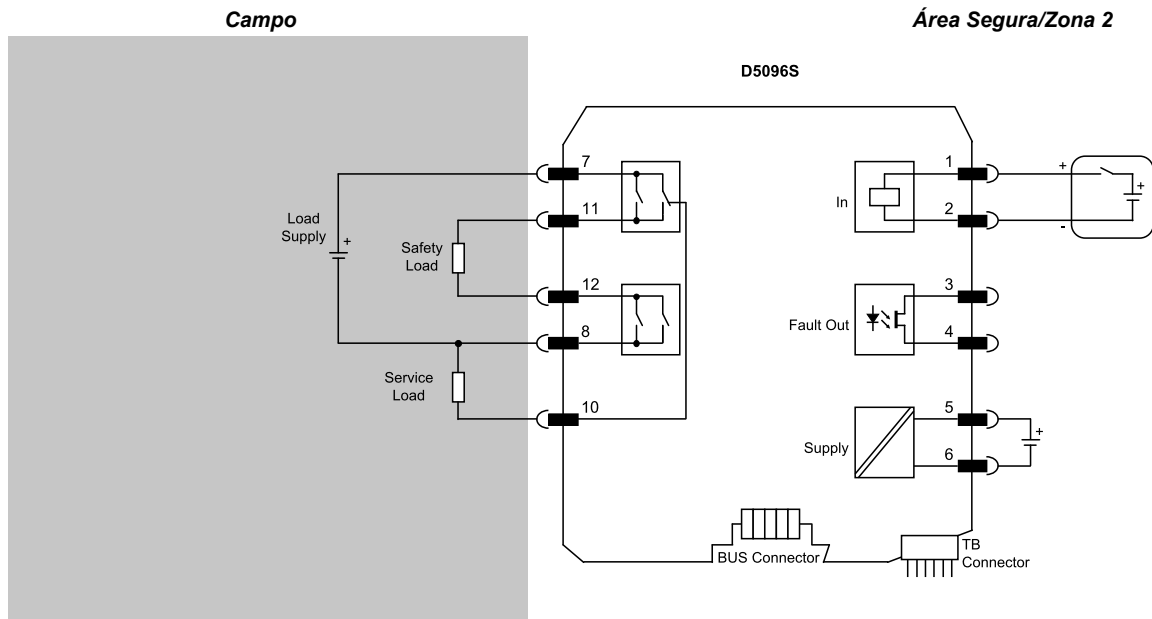 Campo
Área Segura/Zona 2
D5096S
7
1
+
+
In
11
2
-
Load
Supply
+
Safety
Load
12
3
Fault Out
8
4
Service
Load
10
5
Supply
+
6
BUS Connector
TB
Connector